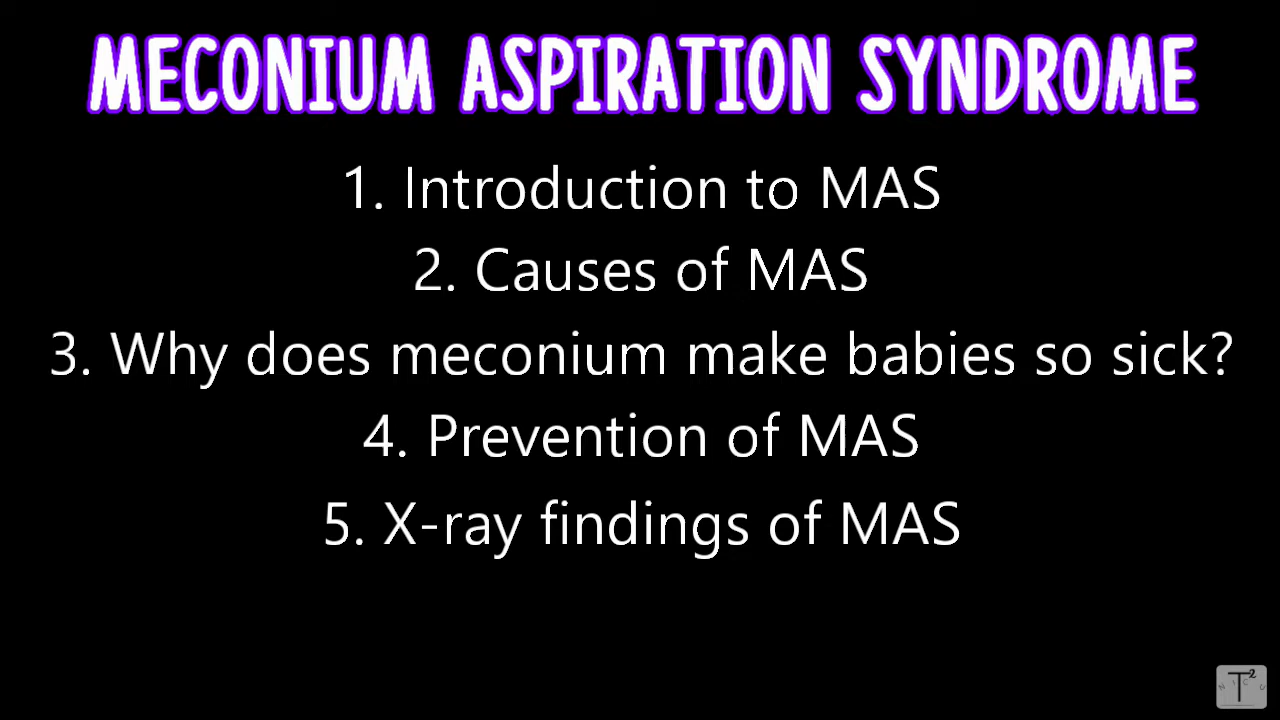 MECONIUM ASPIRATION SYNDROME
1. Introduction to MAS
2. Causes of MAS
3. Why does meconium make babies so sick?
4. Prevention of MAS
5. X-ray findings of MAS
T²